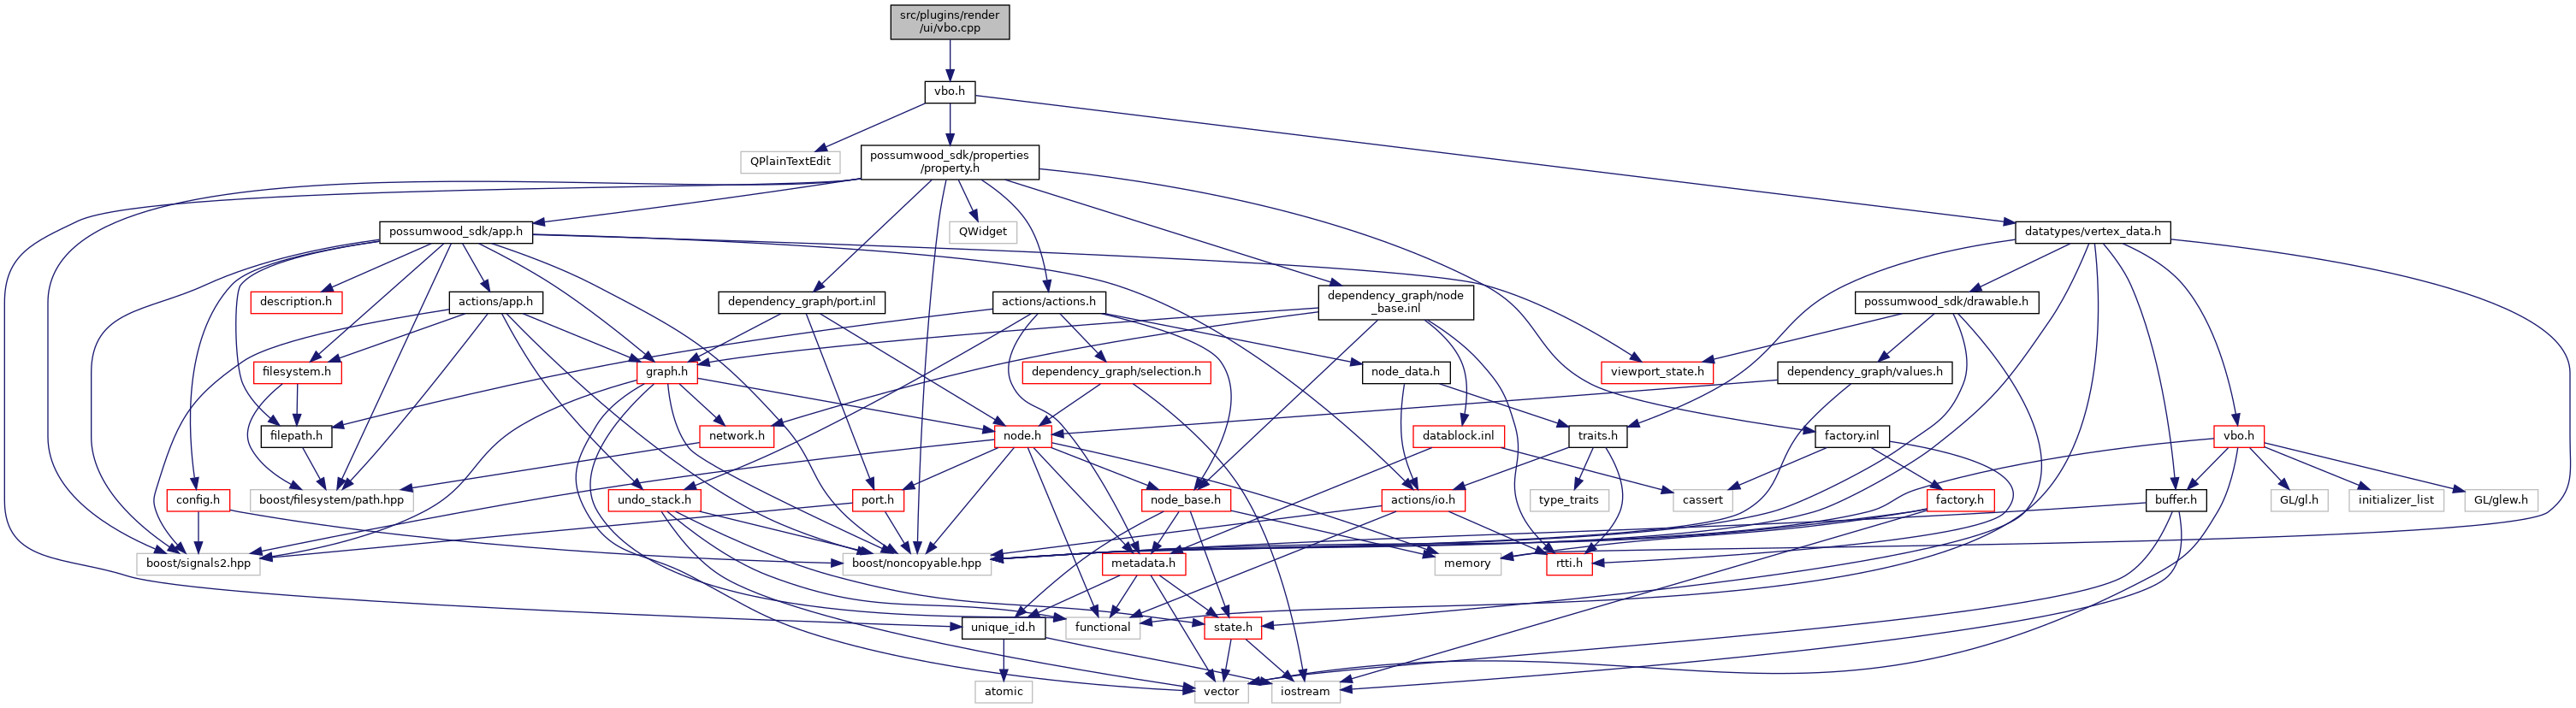 src/plugins/render
/ui/vbo.cpp
vbo.h
QPlainTextEdit
possumwood_sdk/properties
/property.h
possumwood_sdk/app.h
QWidget
datatypes/vertex_data.h
description.h
actions/app.h
dependency_graph/port.inl
actions/actions.h
dependency_graph/node
_base.inl
possumwood_sdk/drawable.h
filesystem.h
graph.h
dependency_graph/selection.h
node_data.h
viewport_state.h
dependency_graph/values.h
filepath.h
network.h
node.h
datablock.inl
traits.h
factory.inl
vbo.h
config.h
boost/filesystem/path.hpp
undo_stack.h
port.h
node_base.h
actions/io.h
type_traits
cassert
factory.h
buffer.h
GL/gl.h
initializer_list
GL/glew.h
boost/signals2.hpp
boost/noncopyable.hpp
metadata.h
memory
rtti.h
unique_id.h
functional
state.h
atomic
vector
iostream